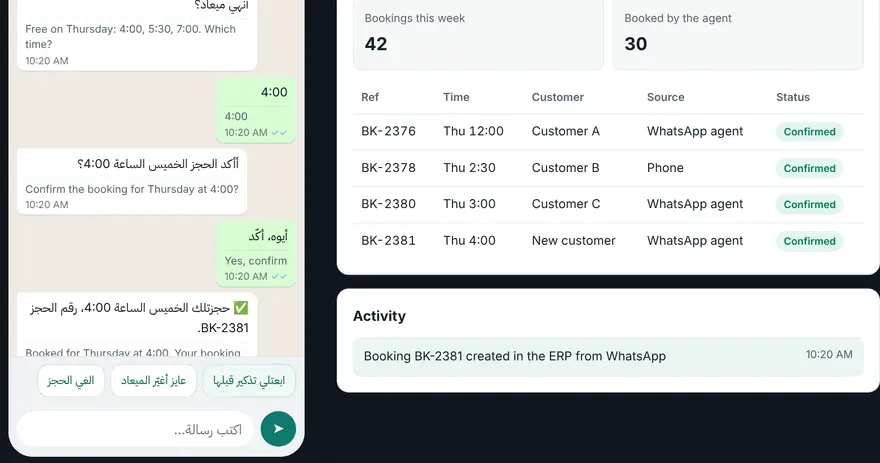 أنهي ميعاد؟
Free on Thursday: 4:00, 5:30, 7:00. Which
time?
10:20 AM
4:00
4:00
10:20 AM
أأكد الحجز الخميس الساعة 4:00؟
Confirm the booking for Thursday at 4:00?
10:20 AM
أيوه، أكّد
Yes, confirm
10:20 AM
✅ حجزتلك الخميس الساعة 4:00، رقم الحجز
BK-2381.
Booked for Thursday at 4:00. Your booking
ابعتلي تذكير قبلها
عايز أغيّر الميعاد
الغي الحجز
اكتب رسالة...
Bookings this week
42
Booked by the agent
30
Ref Time Customer Source Status
BK-2376 Thu 12:00 Customer A WhatsApp agent Confirmed
BK-2378 Thu 2:30 Customer B Phone Confirmed
BK-2380 Thu 3:00 Customer C WhatsApp agent Confirmed
BK-2381 Thu 4:00 New customer WhatsApp agent Confirmed
Activity
Booking BK-2381 created in the ERP from WhatsApp 10:20 AM